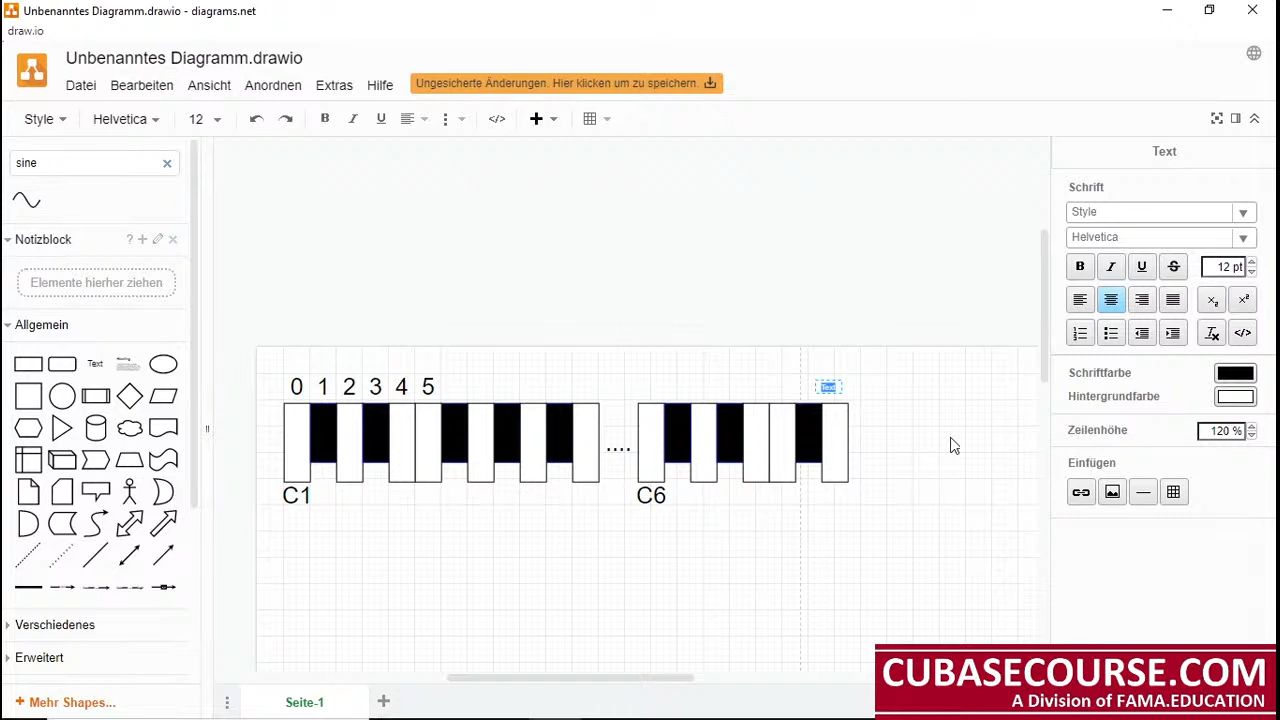 Unbenanntes Diagramm.drawio - diagrams.net
draw.io
Unbenanntes Diagramm.drawio
Datei Bearbeiten Ansicht Anordnen Extras Hilfe Ungesicherte Änderungen. Hier klicken um zu speichern.
Style Helvetica 12 B I U </>
sine
Text
Schrift
Style
Notizblock ?
Helvetica
B I U S 12 pt
Elemente hierher ziehen
Allgemein
Text Heading
Schriftfarbe
Hintergrundfarbe
Zeilenhöhe 120 %
Einfügen
0 1 2 3 4 5 Text
....
C1 C6
Verschiedenes
Erweitert
+ Mehr Shapes...
Seite-1
CUBASECOURSE.COM
A Division of FAMA.EDUCATION